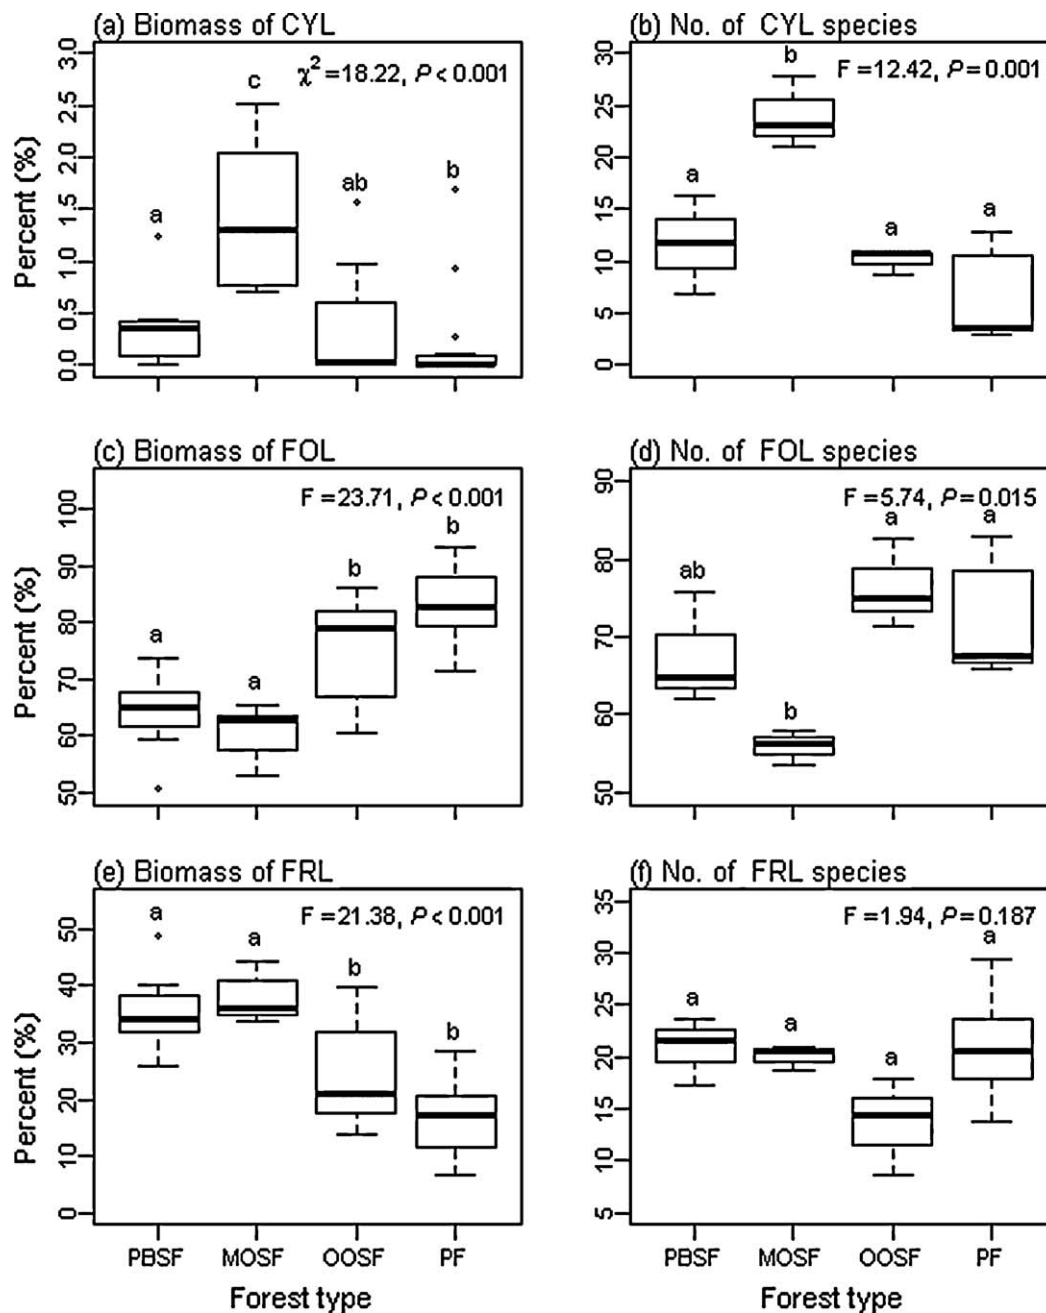 (a) Biomass of CYL
χ²=18.22, P<0.001
Percent (%)
3.0
2.5
2.0
1.5
1.0
0.5
0.0
a
c
ab
b
(b) No. of CYL species
F=12.42, P=0.001
30
25
20
15
10
5
0
a
b
a
a
(c) Biomass of FOL
F=23.71, P<0.001
Percent (%)
100
90
80
70
60
50
a
a
b
b
(d) No. of FOL species
F=5.74, P=0.015
90
80
70
60
50
ab
b
a
a
(e) Biomass of FRL
F=21.38, P<0.001
Percent (%)
50
40
30
20
10
0
a
a
b
b
PBSF MOSF OOSF PF
Forest type
(f) No. of FRL species
F=1.94, P=0.187
35
30
25
20
15
10
5
a
a
a
a
PBSF MOSF OOSF PF
Forest type